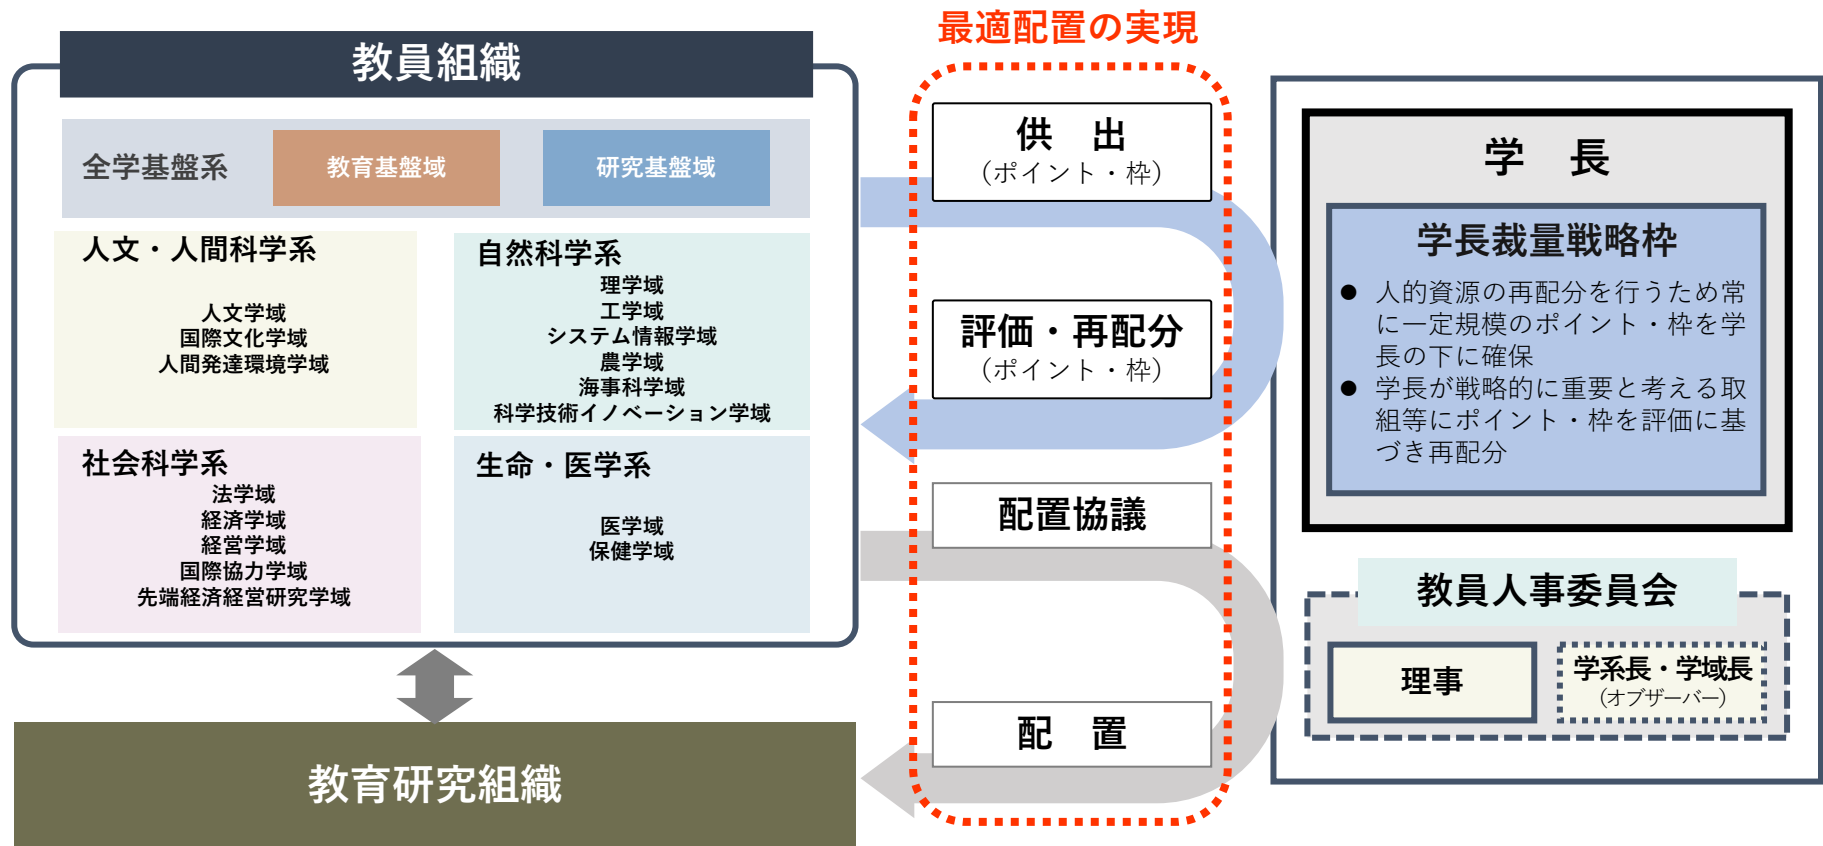 最適配置の実現
教員組織
全学基盤系
教育基盤域
研究基盤域
人文・人間科学系
人文学域
国際文化学域
人間発達環境学域
自然科学系
理学域
工学域
システム情報学域
農学域
海事科学域
科学技術イノベーション学域
社会科学系
法学域
経済学域
経営学域
国際協力学域
先端経済経営研究学域
生命・医学系
医学域
保健学域
教育研究組織
供　出
（ポイント・枠）
評価・再配分
（ポイント・枠）
配置協議
配　置
学　長
学長裁量戦略枠
● 人的資源の再配分を行うため常
に一定規模のポイント・枠を学
長の下に確保
● 学長が戦略的に重要と考える取
組等にポイント・枠を評価に基
づき再配分
教員人事委員会
理事
学系長・学域長
（オブザーバー）